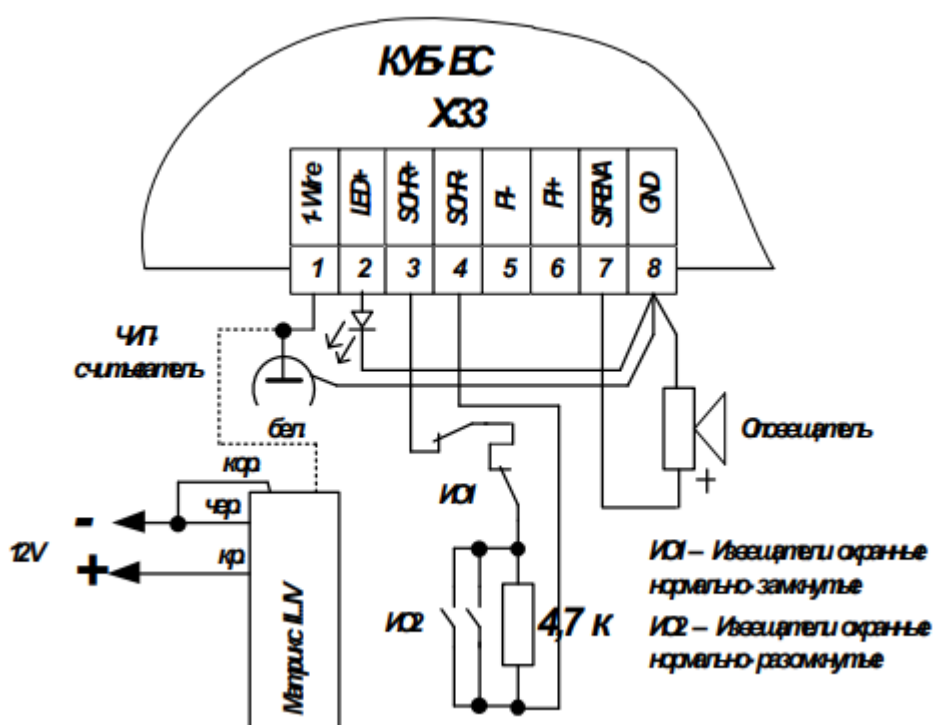 КУБ-БС
X33
1-Wire
LED+
SOHR+
SOHR-
PI-
PI+
SIRENA
GND
1 2 3 4 5 6 7 8
ЧИП-
считыватель
бел.
кор.
чер.
кр.
-
12V
+
Матрикс II..IV
ИО1
ИО2
4,7 К
Оповещатель
+
ИО1 – Извещатели охранные
нормально-замкнутые
ИО2 – Извещатели охранные
нормально-разомкнутые